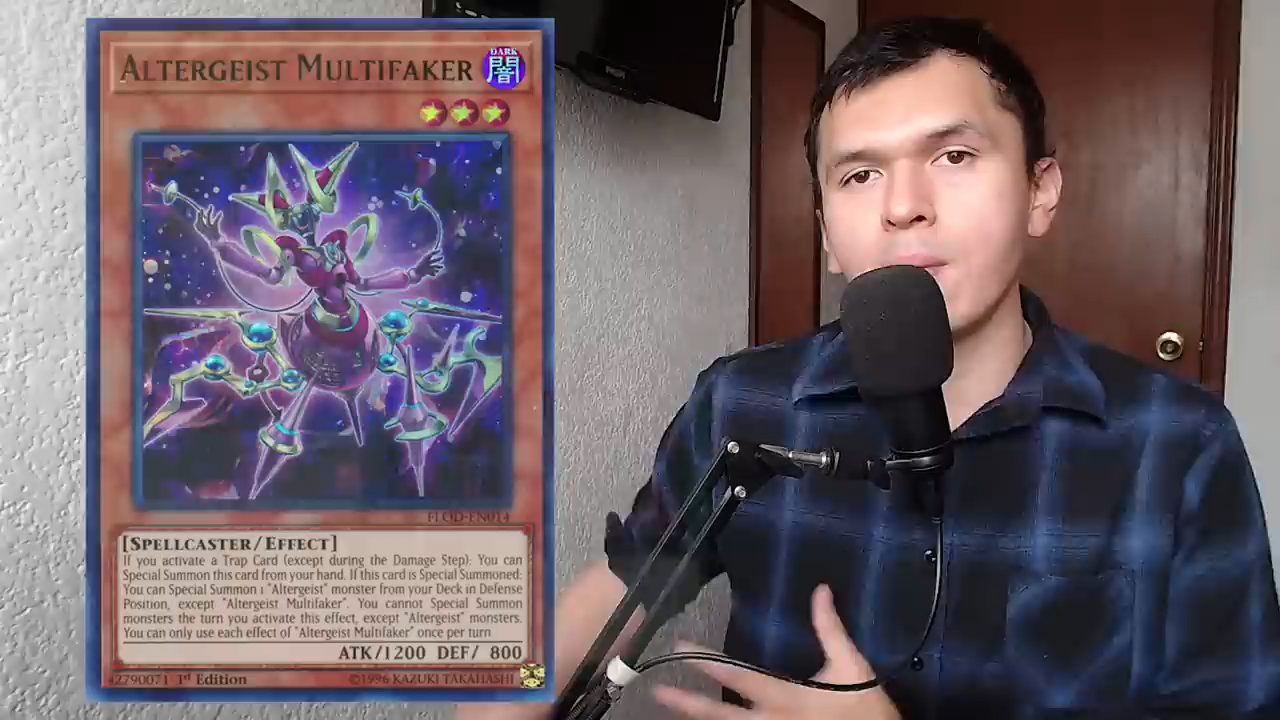 ALTERGEIST MULTIFAKER
DARK
闇
FLOD-EN014
[SPELLCASTER/EFFECT]
If you activate a Trap Card (except during the Damage Step): You can
Special Summon this card from your hand. If this card is Special Summoned:
You can Special Summon 1 "Altergeist" monster from your Deck in Defense
Position, except "Altergeist Multifaker". You cannot Special Summon
monsters the turn you activate this effect, except "Altergeist" monsters.
You can only use each effect of "Altergeist Multifaker" once per turn
ATK/1200 DEF/ 800
42790071 1st Edition ©1996 KAZUKI TAKAHASHI